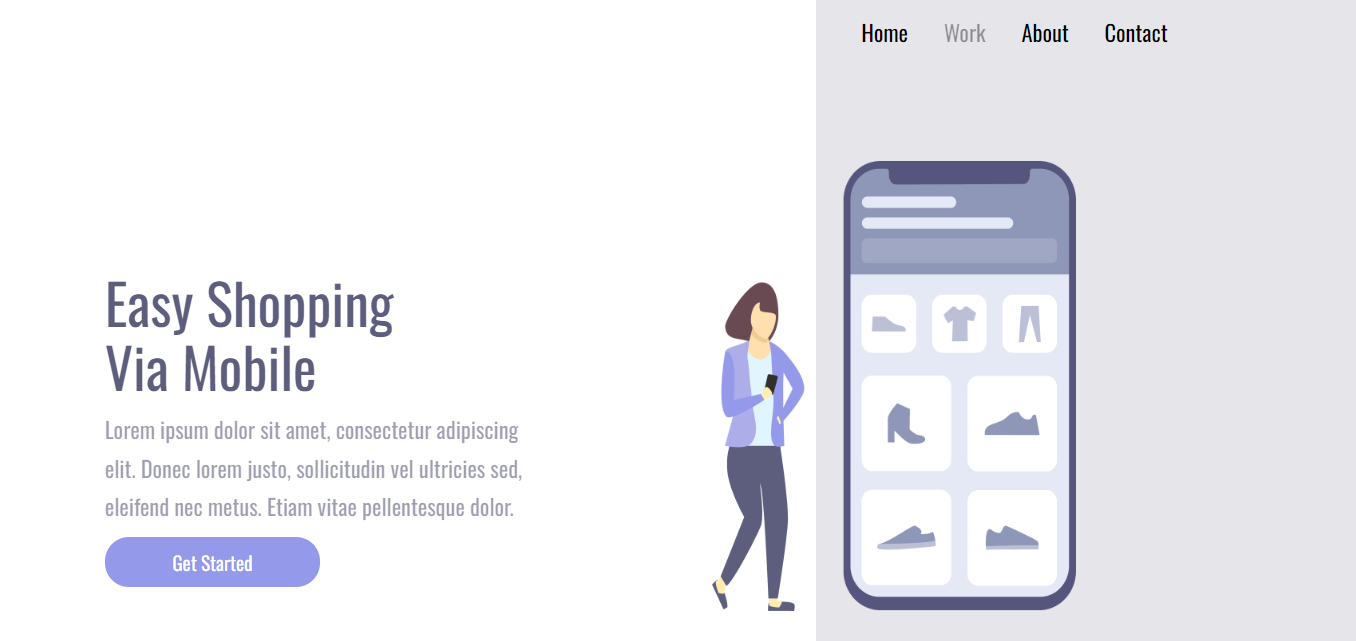 Home Work About Contact
Easy Shopping
Via Mobile
Lorem ipsum dolor sit amet, consectetur adipiscing
elit. Donec lorem justo, sollicitudin vel ultricies sed,
eleifend nec metus. Etiam vitae pellentesque dolor.
Get Started